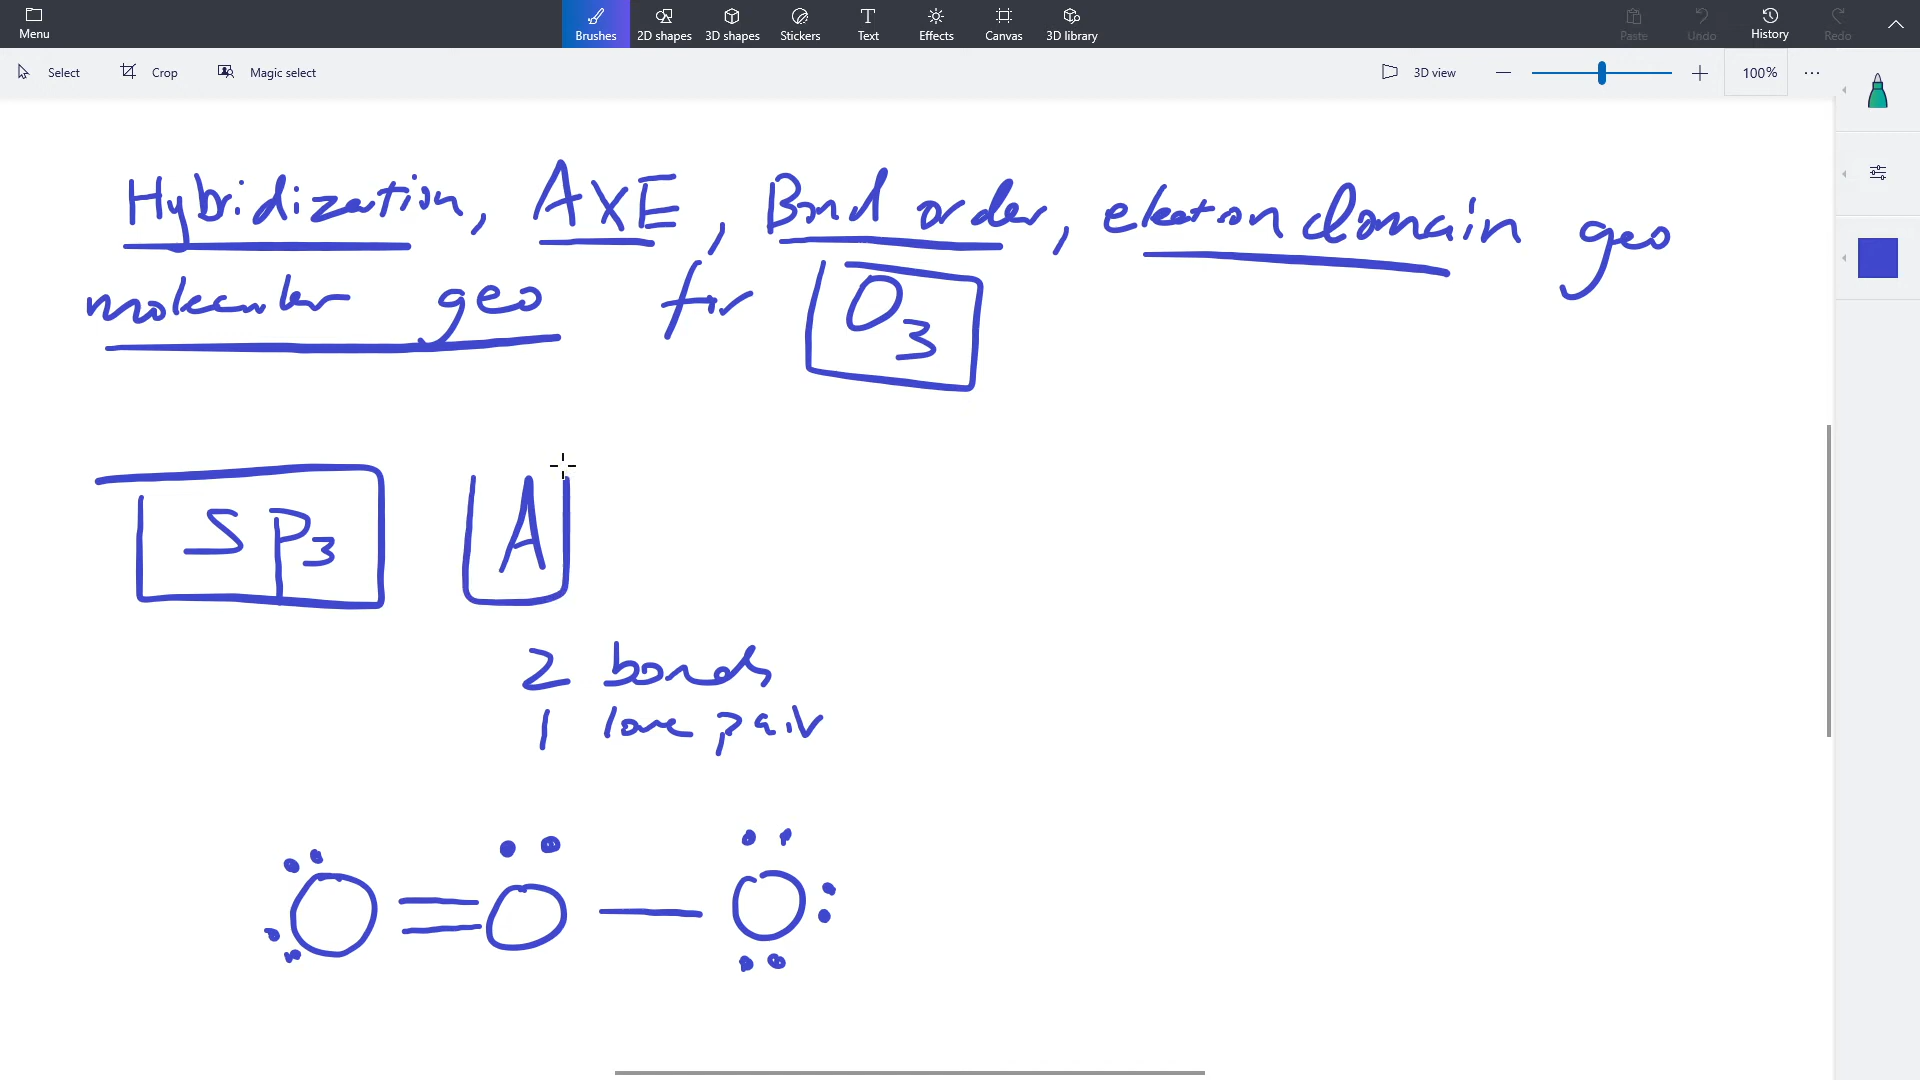 Menu
Brushes 2D shapes 3D shapes Stickers Text Effects Canvas 3D library Paste Undo History Redo
Select Crop Magic select 3D view 100%
Hybridization, AXE, Bond order, electron domain geo
molecular geo for O3
SP3 A
2 bonds
1 lone pair
O = O - O